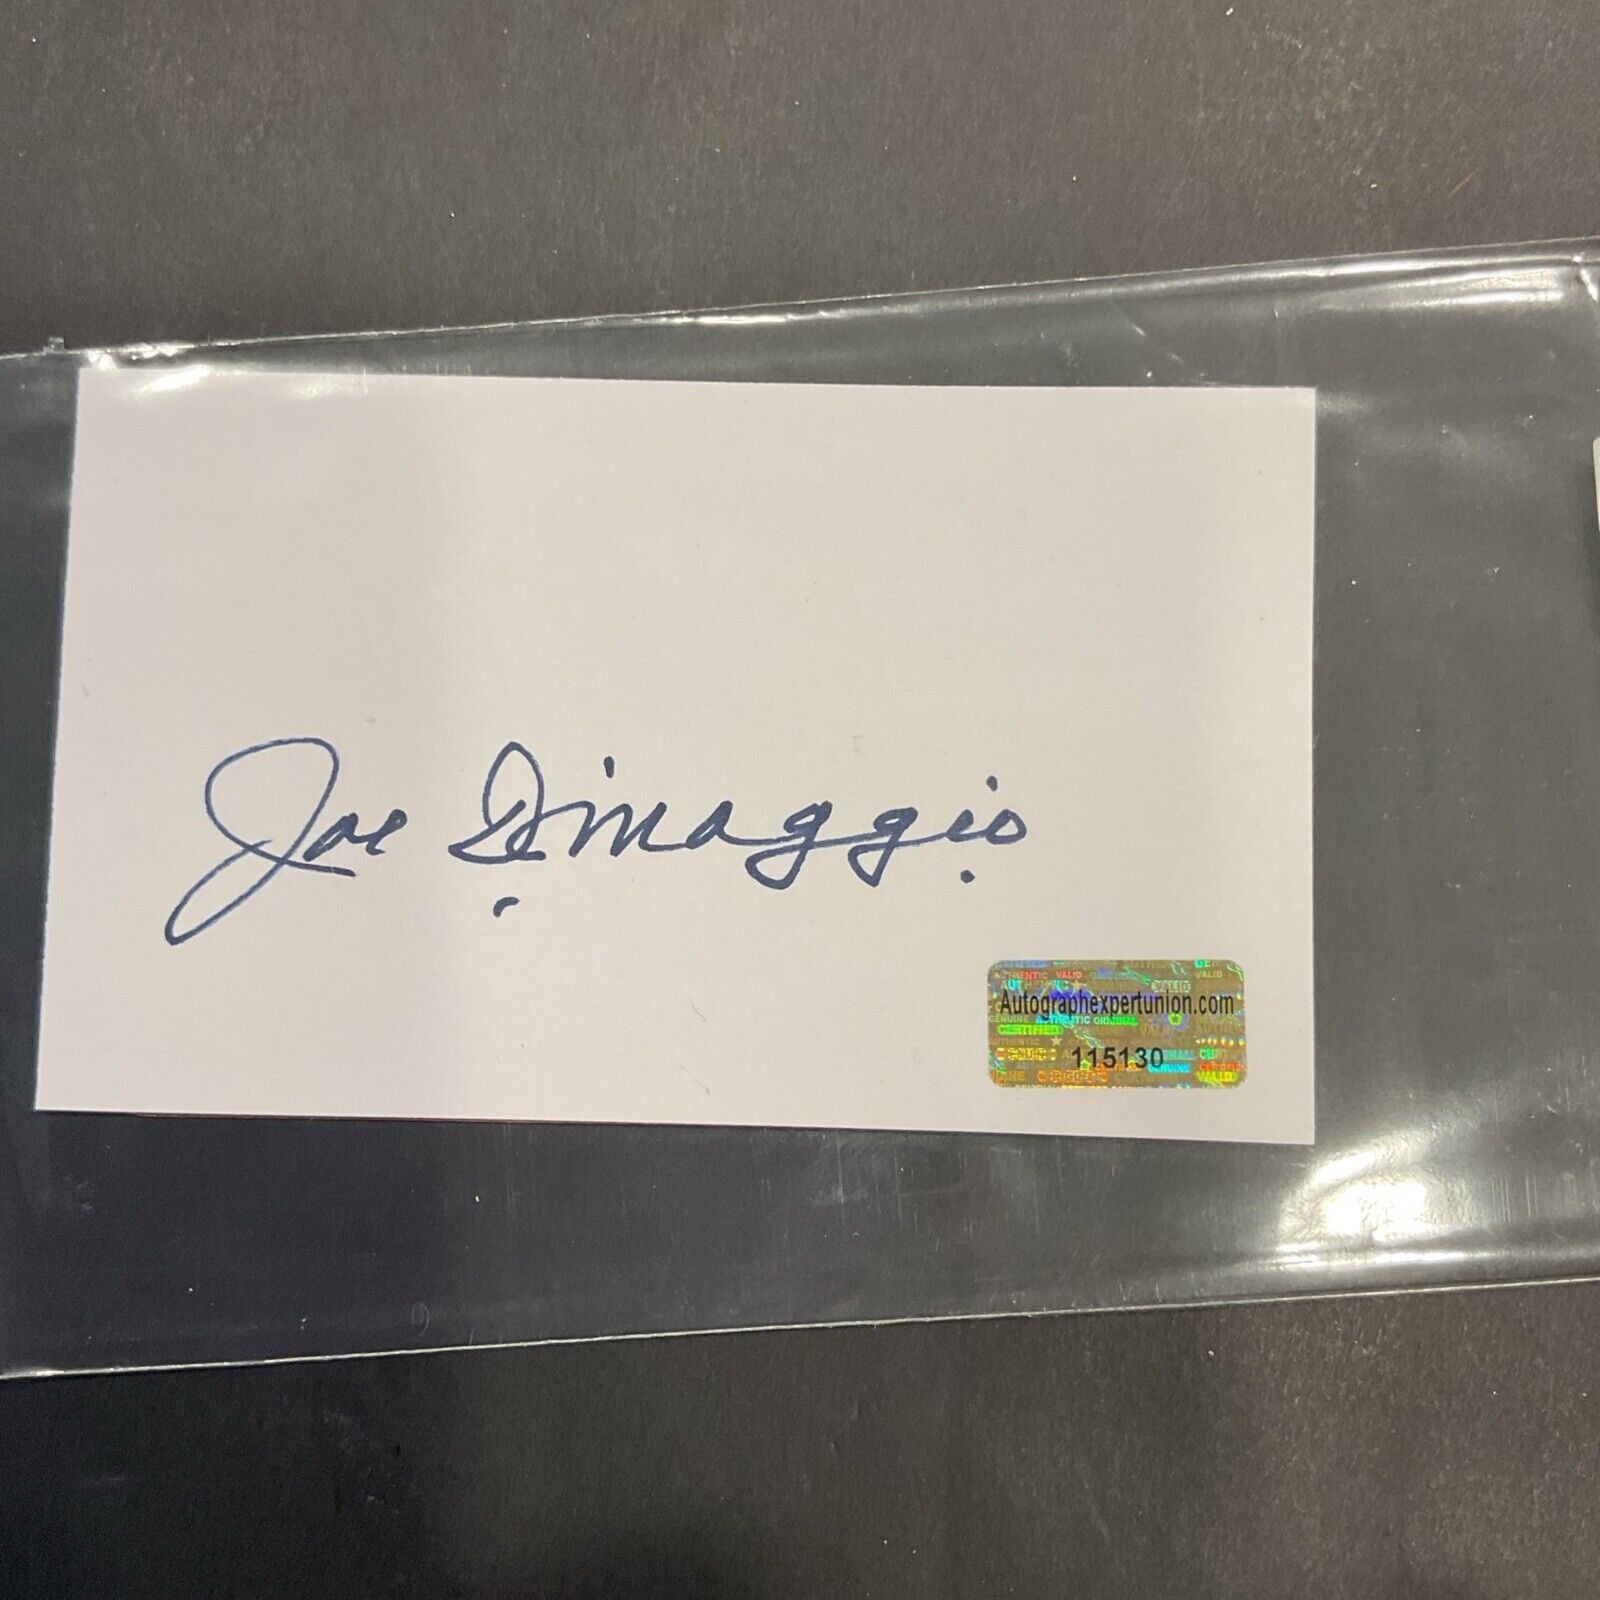 Joe Dimaggio
Autographexpertunion.com
115130